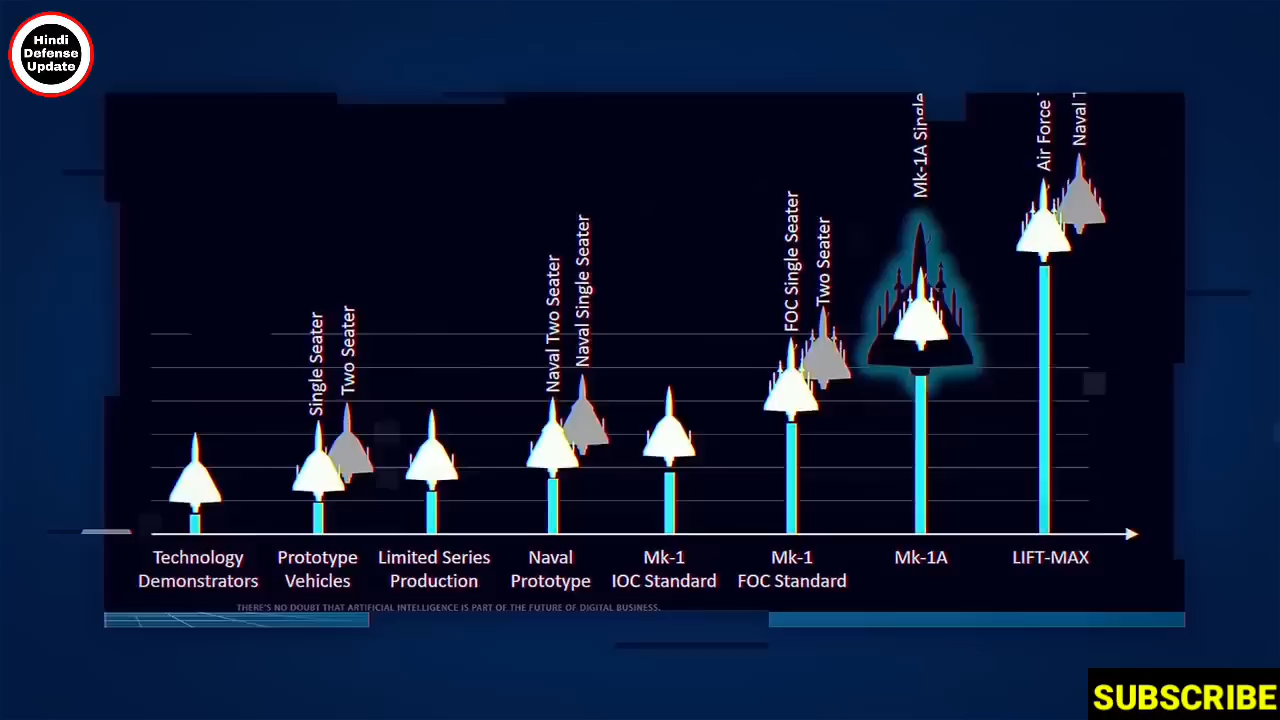 Hindi
Defense
Update
Single Seater
Two Seater
Naval Two Seater
Naval Single Seater
FOC Single Seater
Two Seater
Mk-1A Single
Air Force
Naval
Technology
Demonstrators
Prototype
Vehicles
Limited Series
Production
Naval
Prototype
Mk-1
IOC Standard
Mk-1
FOC Standard
Mk-1A
LIFT-MAX
THERE'S NO DOUBT THAT ARTIFICIAL INTELLIGENCE IS PART OF THE FUTURE OF DIGITAL BUSINESS.
SUBSCRIBE